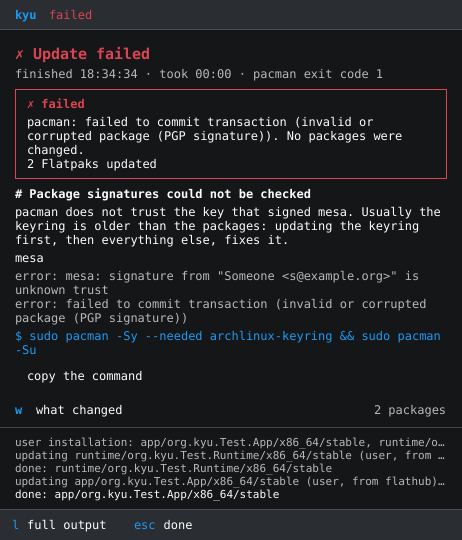 kyu failed
✗ Update failed
finished 18:34:34 · took 00:00 · pacman exit code 1
✗ failed
pacman: failed to commit transaction (invalid or
corrupted package (PGP signature)). No packages were
changed.
2 Flatpaks updated
# Package signatures could not be checked
pacman does not trust the key that signed mesa. Usually the
keyring is older than the packages: updating the keyring
first, then everything else, fixes it.
mesa
error: mesa: signature from "Someone <s@example.org>" is
unknown trust
error: failed to commit transaction (invalid or corrupted
package (PGP signature))
$ sudo pacman -Sy --needed archlinux-keyring && sudo pacman
-Su
copy the command
w what changed 2 packages
user installation: app/org.kyu.Test.App/x86_64/stable, runtime/o…
updating runtime/org.kyu.Test.Runtime/x86_64/stable (user, from …
done: runtime/org.kyu.Test.Runtime/x86_64/stable
updating app/org.kyu.Test.App/x86_64/stable (user, from flathub)…
done: app/org.kyu.Test.App/x86_64/stable
l full output esc done